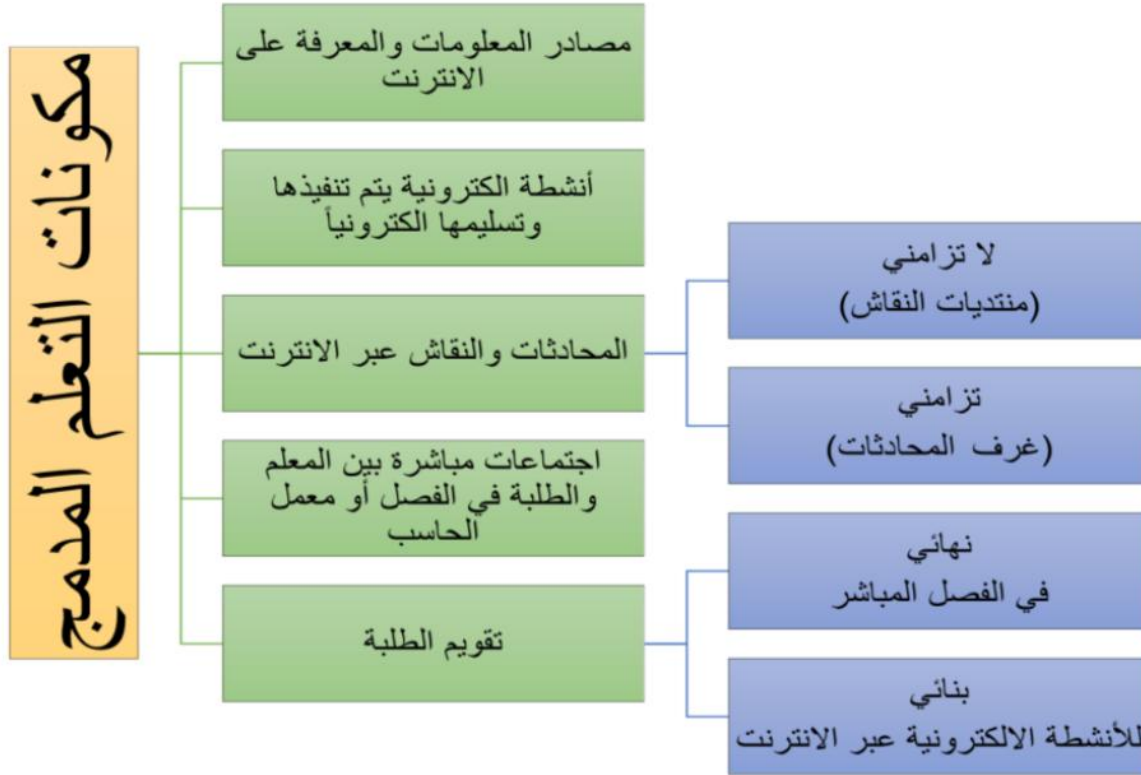 مكونات التعلم المدمج
مصادر المعلومات والمعرفة على
الانترنت
أنشطة الكترونية يتم تنفيذها
وتسليمها الكترونياً
المحادثات والنقاش عبر الانترنت
لا تزامني
(منتديات النقاش)
تزامني
(غرف المحادثات)
اجتماعات مباشرة بين المعلم
والطلبة في الفصل أو معمل
الحاسب
تقويم الطلبة
نهائي
في الفصل المباشر
بنائي
للأنشطة الالكترونية عبر الانترنت